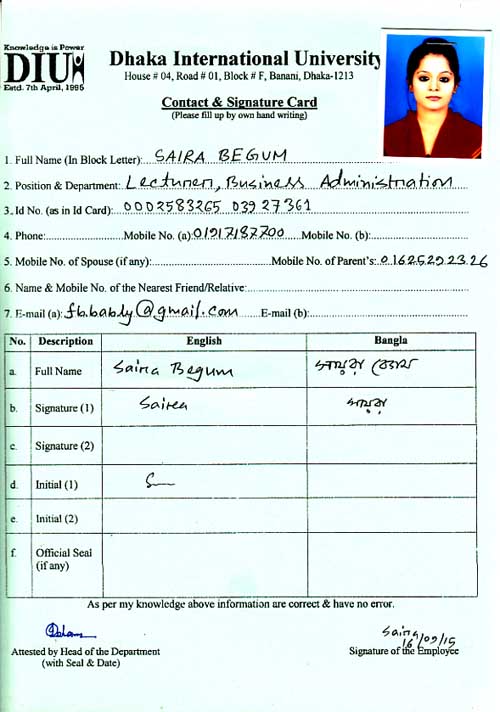 Knowledge is Power
DIU
Estd. 7th April, 1995
Dhaka International University
House # 04, Road # 01, Block # F, Banani, Dhaka-1213
Contact & Signature Card
(Please fill up by own hand writing)
1. Full Name (In Block Letter): SAIRA BEGUM
2. Position & Department: Lecturer, Business Administration
3. Id No. (as in Id Card): 0002583265 03927361
4. Phone: Mobile No. (a): 01917187700 Mobile No. (b):
5. Mobile No. of Spouse (if any): Mobile No. of Parent's: 01625292326
6. Name & Mobile No. of the Nearest Friend/Relative:
7. E-mail (a): fb.bably@gmail.com E-mail (b):
No. Description English Bangla
a. Full Name Saira Begum সায়রা বেগম
b. Signature (1) Saira সায়রা
c. Signature (2)
d. Initial (1) S
e. Initial (2)
f. Official Seal
(if any)
As per my knowledge above information are correct & have no error.
Saira
16/09/15
Attested by Head of the Department Signature of the Employee
(with Seal & Date)